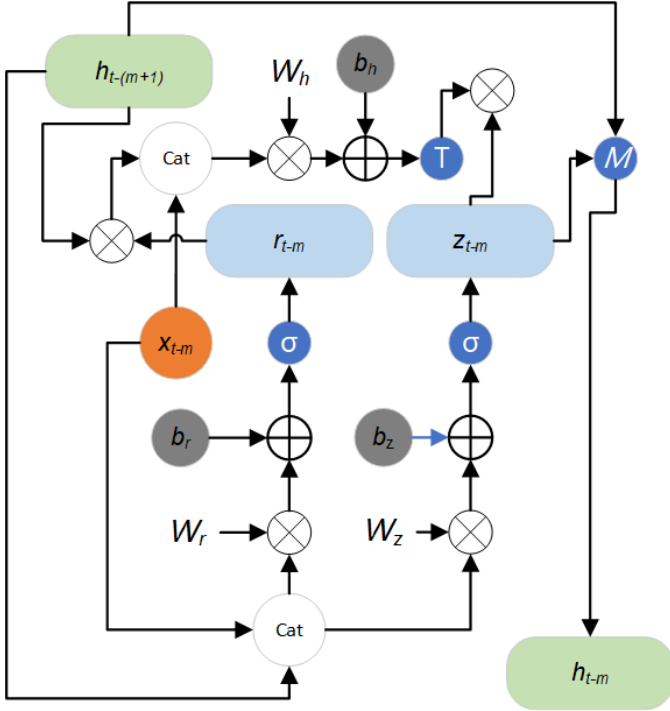 h_{t-(m+1)}
W_h
b_h
Cat
T
M
r_{t-m}
z_{t-m}
x_{t-m}
σ
σ
b_r
b_z
W_r
W_z
Cat
h_{t-m}